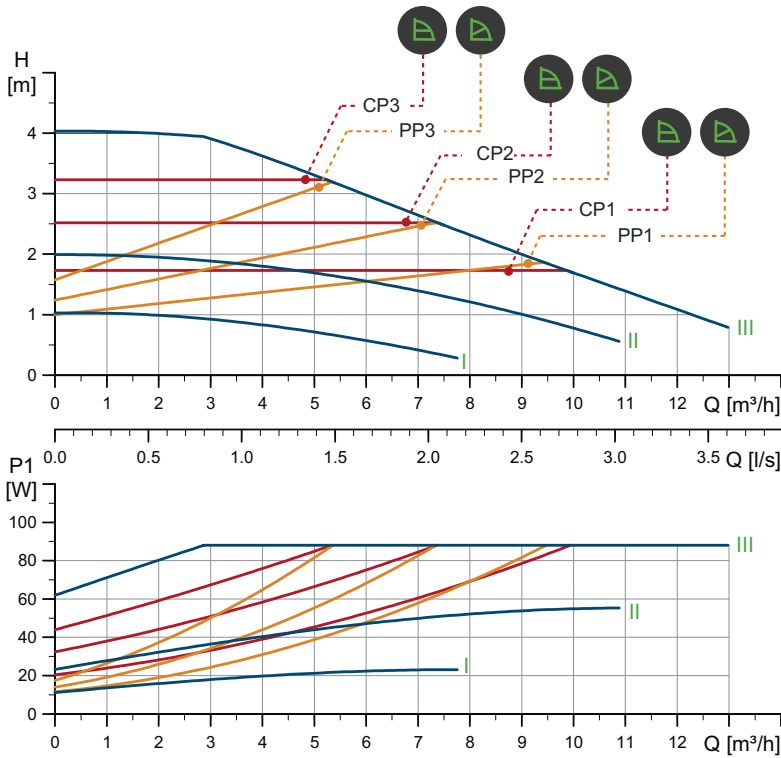 H
[m]
CP3
PP3
CP2
PP2
CP1
PP1
4
3
2
1
0
I
II
III
0 1 2 3 4 5 6 7 8 9 10 11 12 Q [m³/h]
0.0 0.5 1.0 1.5 2.0 2.5 3.0 3.5 Q [l/s]
P1
[W]
100
80
60
40
20
0
III
II
I
0 1 2 3 4 5 6 7 8 9 10 11 12 Q [m³/h]